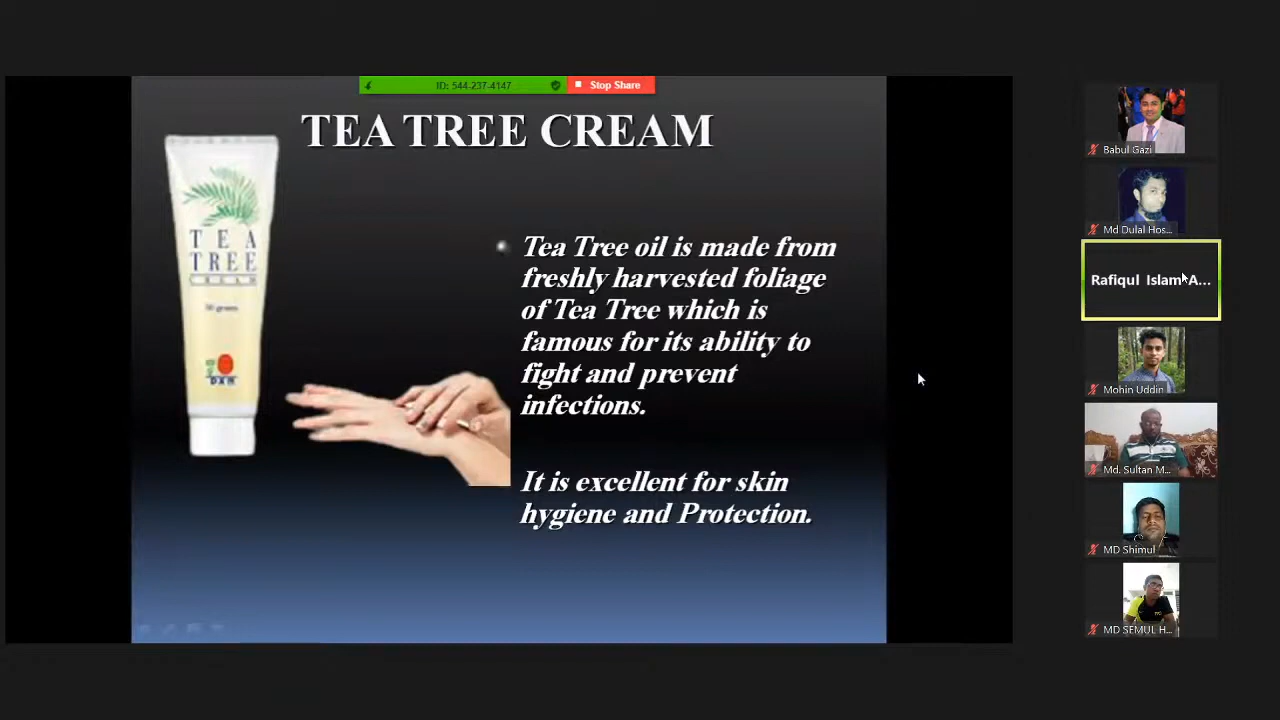 ID: 544-237-4147
Stop Share
TEA TREE CREAM
TEA
TREE
CREAM
DXN
Tea Tree oil is made from
freshly harvested foliage
of Tea Tree which is
famous for its ability to
fight and prevent
infections.
It is excellent for skin
hygiene and Protection.
Babul Gazi
Md Dulal Hos...
Rafiqul Islam A...
Mohin Uddin
Md. Sultan M...
MD Shimul
MD SEMUL H...